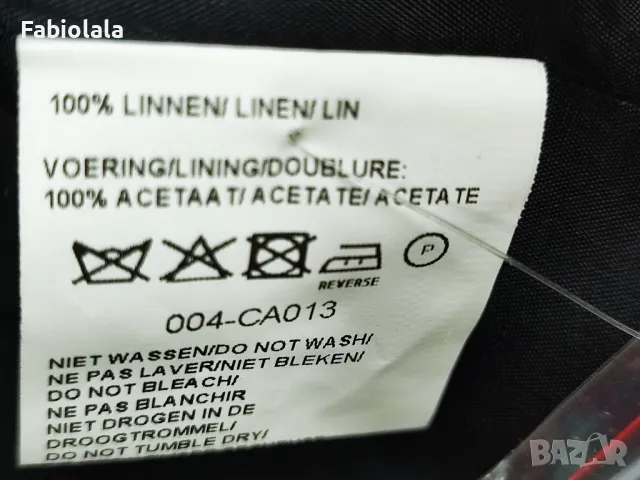 Fabiolala
100% LINNEN/ LINEN/ LIN
VOERING/LINING/DOUBLURE:
100% ACETAAT/ ACETATE/ ACETATE
P
REVERSE
004-CA013
NIET WASSEN/DO NOT WASH/
NE PAS LAVER/NIET BLEKEN/
DO NOT BLEACH/
NE PAS BLANCHIR
NIET DROGEN IN DE
DROOGTROMMEL/
DO NOT TUMBLE DRY/
BAZAR